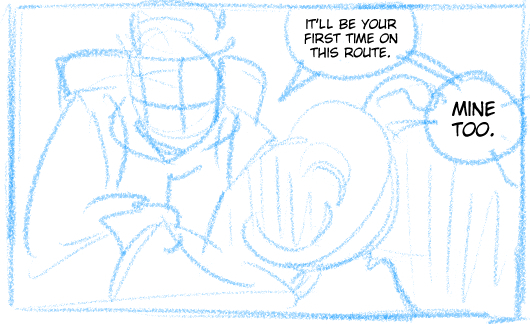 IT'LL BE YOUR
FIRST TIME ON
THIS ROUTE.
MINE
TOO.